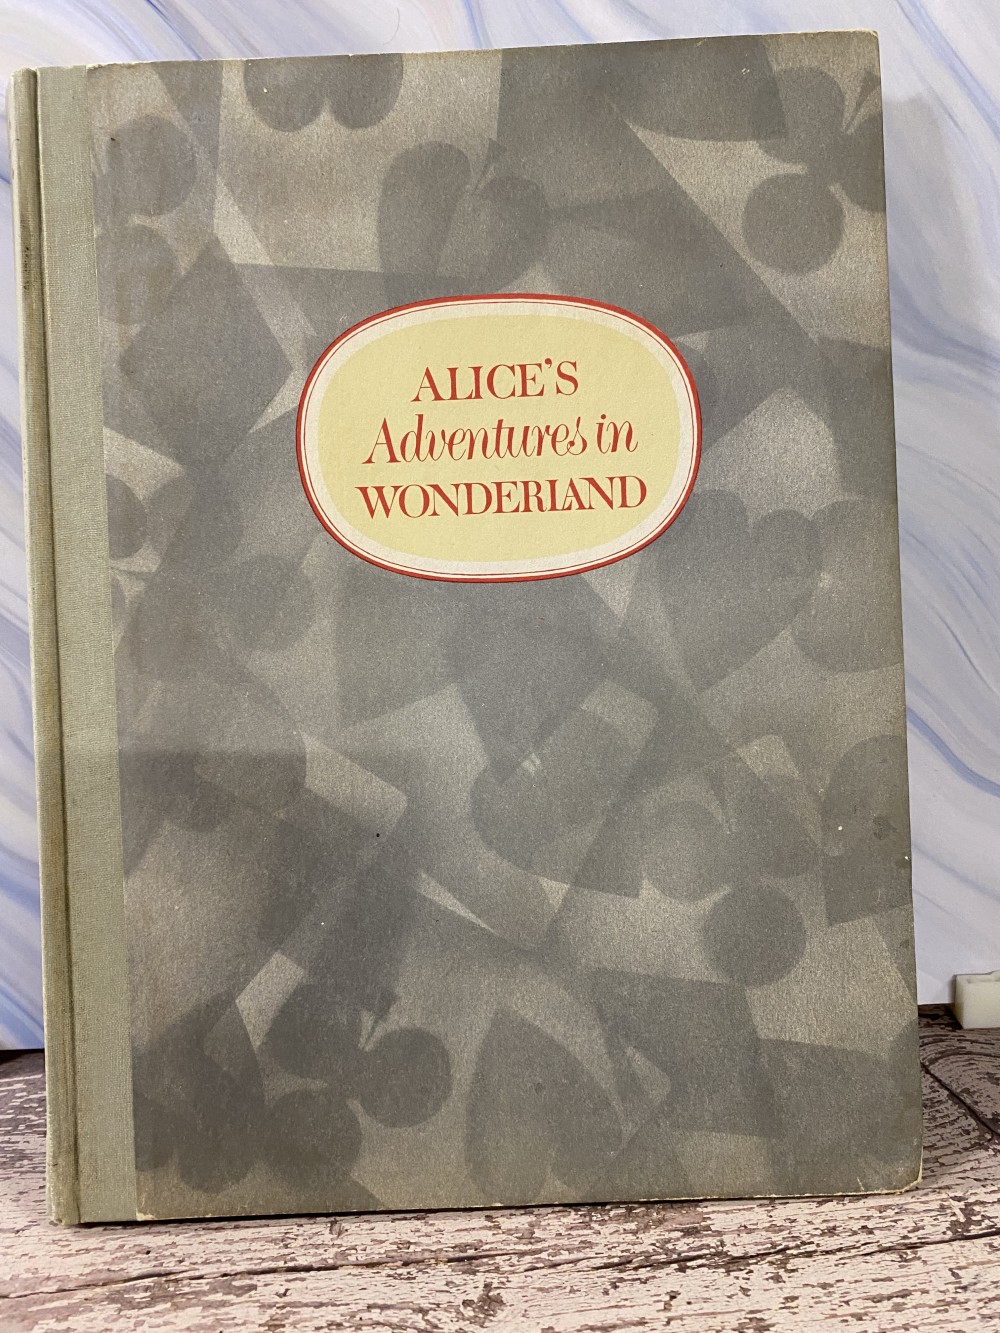 ALICE'S
Adventures in
WONDERLAND